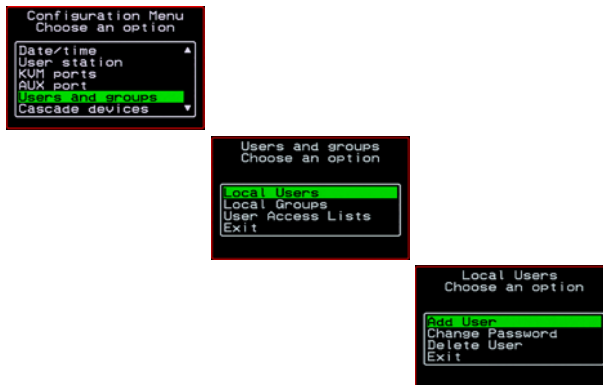 Configuration Menu
Choose an option
Date/time
User station
KVM ports
AUX port
Users and groups
Cascade devices
Users and groups
Choose an option
Local Users
Local Groups
User Access Lists
Exit
Local Users
Choose an option
Add User
Change Password
Delete User
Exit